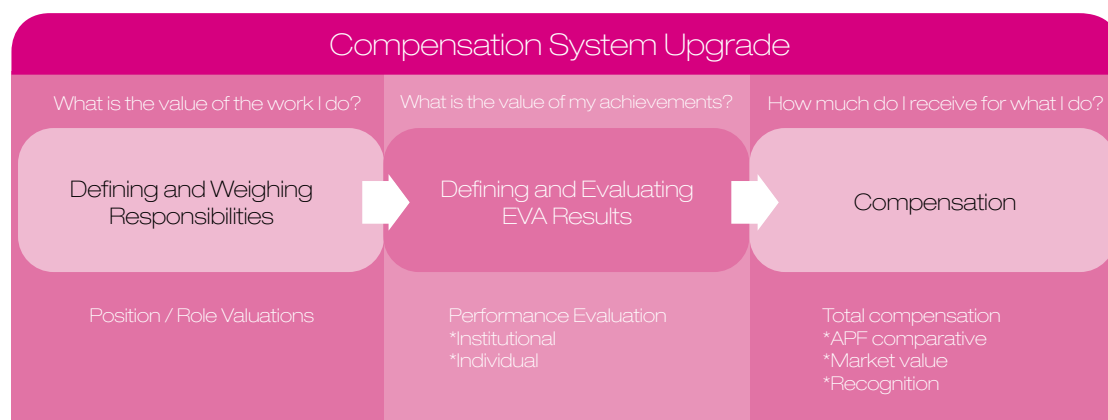 Compensation System Upgrade
What is the value of the work I do?
Defining and Weighing
Responsibilities
Position / Role Valuations
What is the value of my achievements?
Defining and Evaluating
EVA Results
Performance Evaluation
*Institutional
*Individual
How much do I receive for what I do?
Compensation
Total compensation
*APF comparative
*Market value
*Recognition